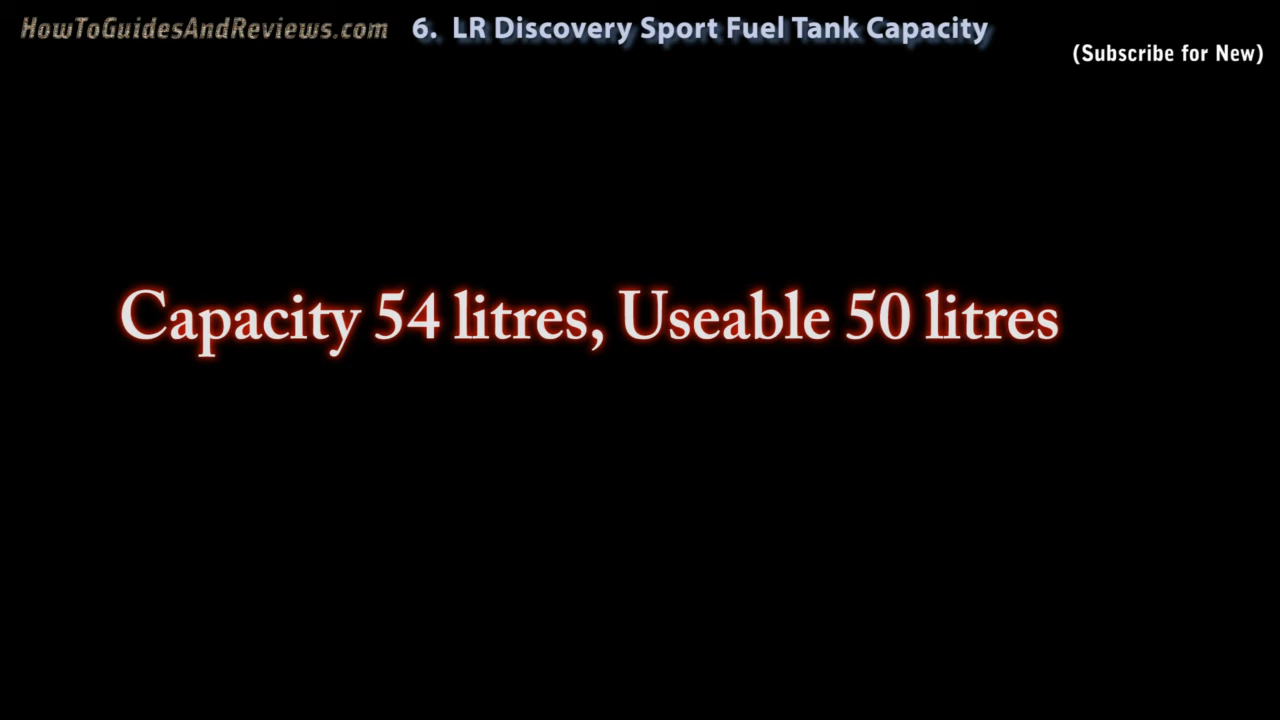 HowToGuidesAndReviews.com 6. LR Discovery Sport Fuel Tank Capacity
(Subscribe for New)
Capacity 54 litres, Useable 50 litres